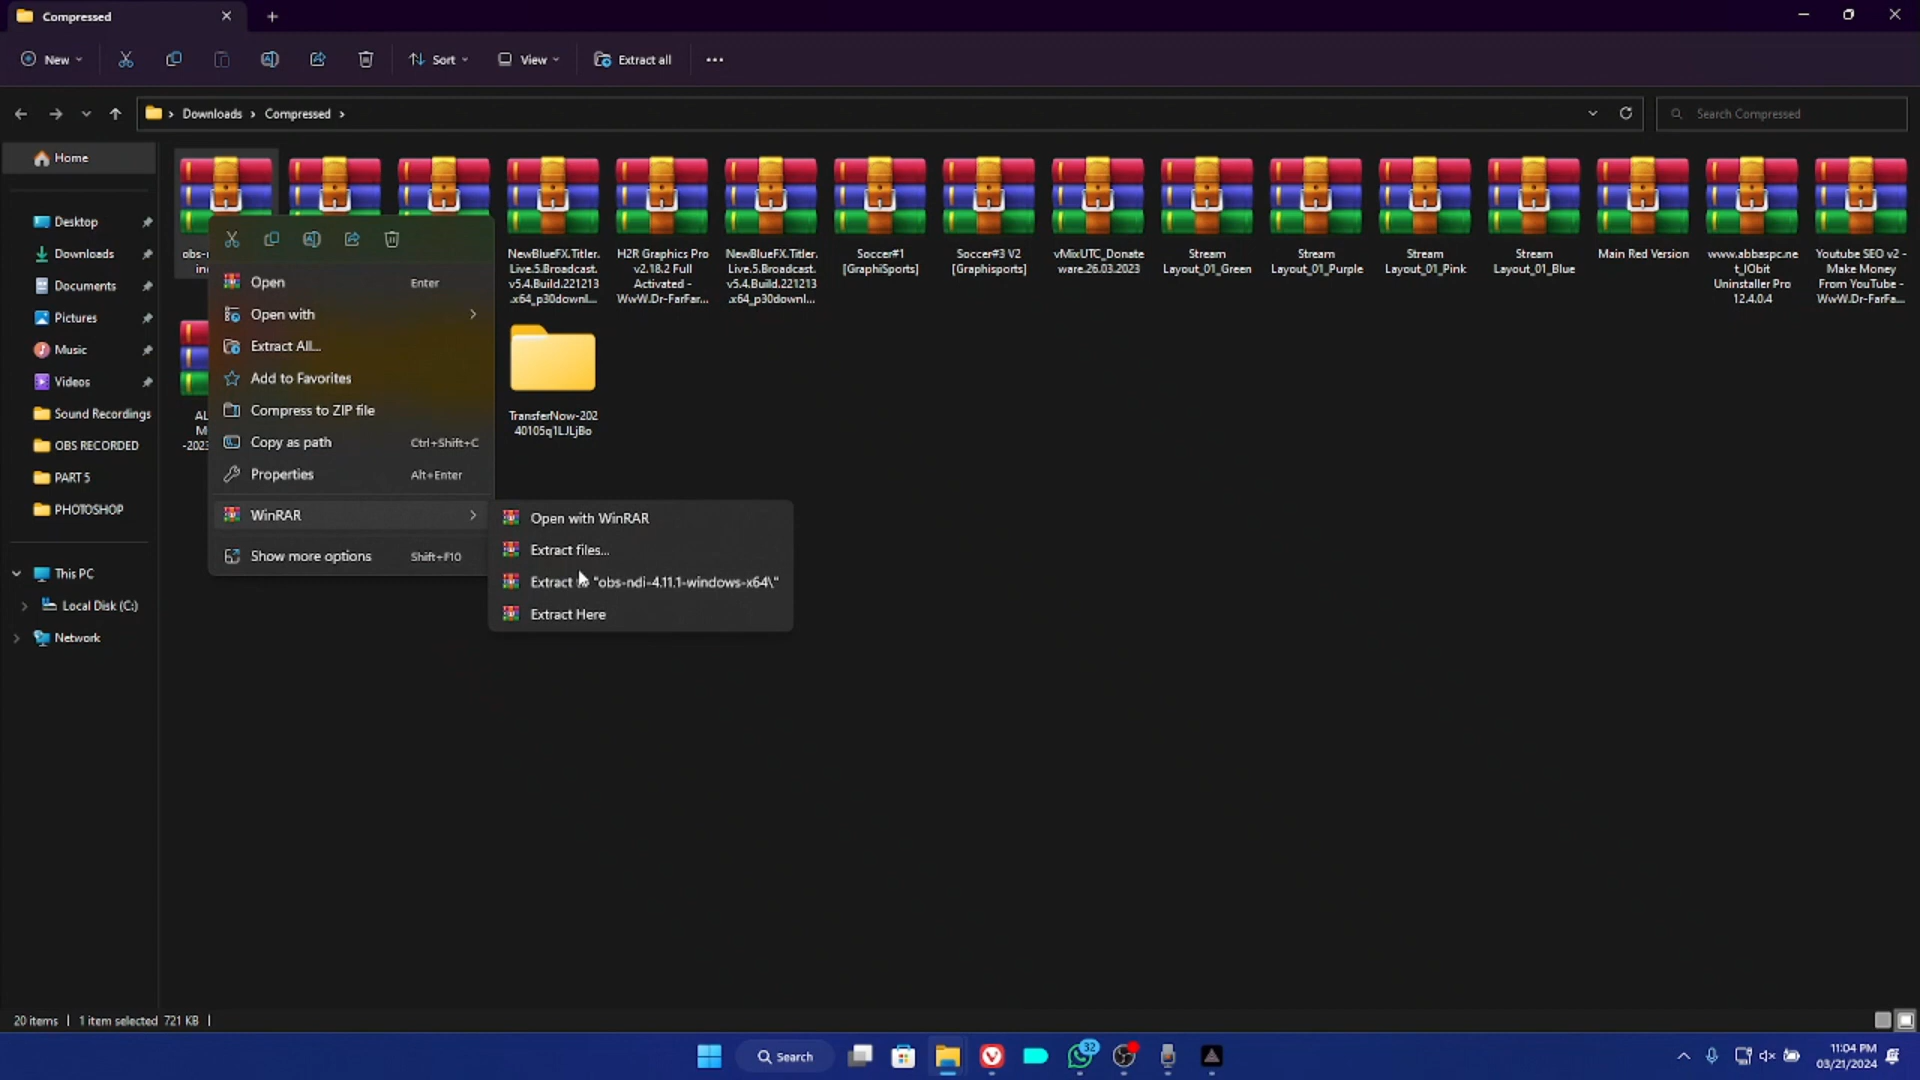 Compressed
New
Sort
View
Extract all
Downloads
Compressed
Search Compressed
Home
Desktop
Downloads
Documents
Pictures
Music
Videos
Sound Recordings
OBS RECORDED
PART 5
PHOTOSHOP
This PC
Local Disk (C:)
Network
NewBlueFX.Titler.
Live.5.Broadcast.
v5.4.Build.221213
.x64_p30downl...
H2R Graphics Pro
v2.18.2 Full
Activated -
WwW.Dr-FarFar...
NewBlueFX.Titler.
Live.5.Broadcast.
v5.4.Build.221213
.x64_p30downl...
Soccer#1
[GraphiSports]
Soccer#3 V2
[Graphisports]
vMixUTC_Donate
ware.26.03.2023
Stream
Layout_01_Green
Stream
Layout_01_Purple
Stream
Layout_01_Pink
Stream
Layout_01_Blue
Main Red Version
www.abbaspc.ne
t_IObit
Uninstaller Pro
12.4.0.4
Youtube SEO v2 -
Make Money
From YouTube -
WwW.Dr-FarFa...
TransferNow-202
40105q1LJLjBo
Open Enter
Open with
Extract All...
Add to Favorites
Compress to ZIP file
Copy as path Ctrl+Shift+C
Properties Alt+Enter
WinRAR
Show more options Shift+F10
Open with WinRAR
Extract files...
Extract "obs-ndi-4.11.1-windows-x64\"
Extract Here
20 items | 1 item selected 721 KB |
Search
32
11:04 PM
03/21/2024